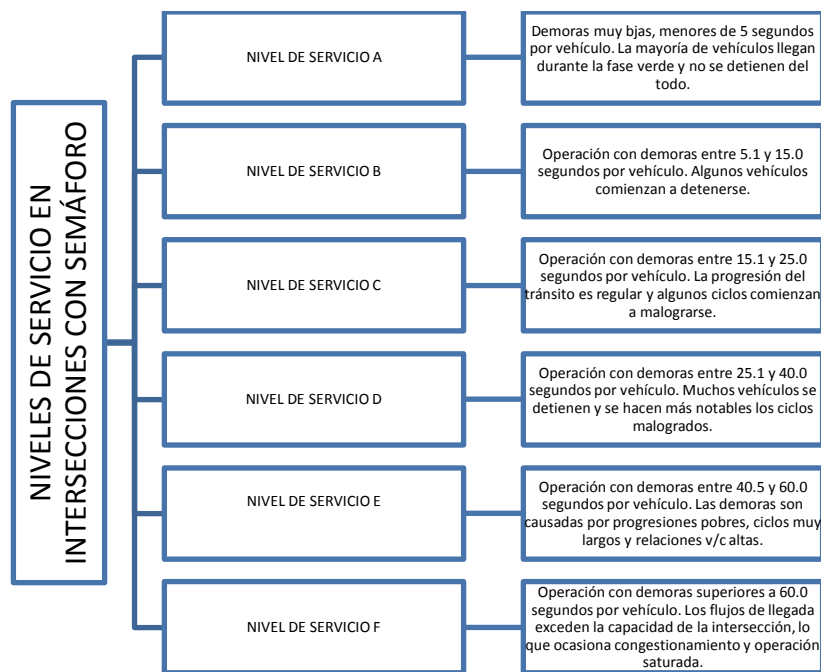 NIVELES DE SERVICIO EN
INTERSECCIONES CON SEMÁFORO
NIVEL DE SERVICIO A
Demoras muy bjas, menores de 5 segundos
por vehículo. La mayoría de vehículos llegan
durante la fase verde y no se detienen del
todo.
NIVEL DE SERVICIO B
Operación con demoras entre 5.1 y 15.0
segundos por vehículo. Algunos vehículos
comienzan a detenerse.
NIVEL DE SERVICIO C
Operación con demoras entre 15.1 y 25.0
segundos por vehículo. La progresión del
tránsito es regular y algunos ciclos comienzan
a malograrse.
NIVEL DE SERVICIO D
Operación con demoras entre 25.1 y 40.0
segundos por vehículo. Muchos vehículos se
detienen y se hacen más notables los ciclos
malogrados.
NIVEL DE SERVICIO E
Operación con demoras entre 40.5 y 60.0
segundos por vehículo. Las demoras son
causadas por progresiones pobres, ciclos muy
largos y relaciones v/c altas.
NIVEL DE SERVICIO F
Operación con demoras superiores a 60.0
segundos por vehículo. Los flujos de llegada
exceden la capacidad de la intersección, lo
que ocasiona congestionamiento y operación
saturada.